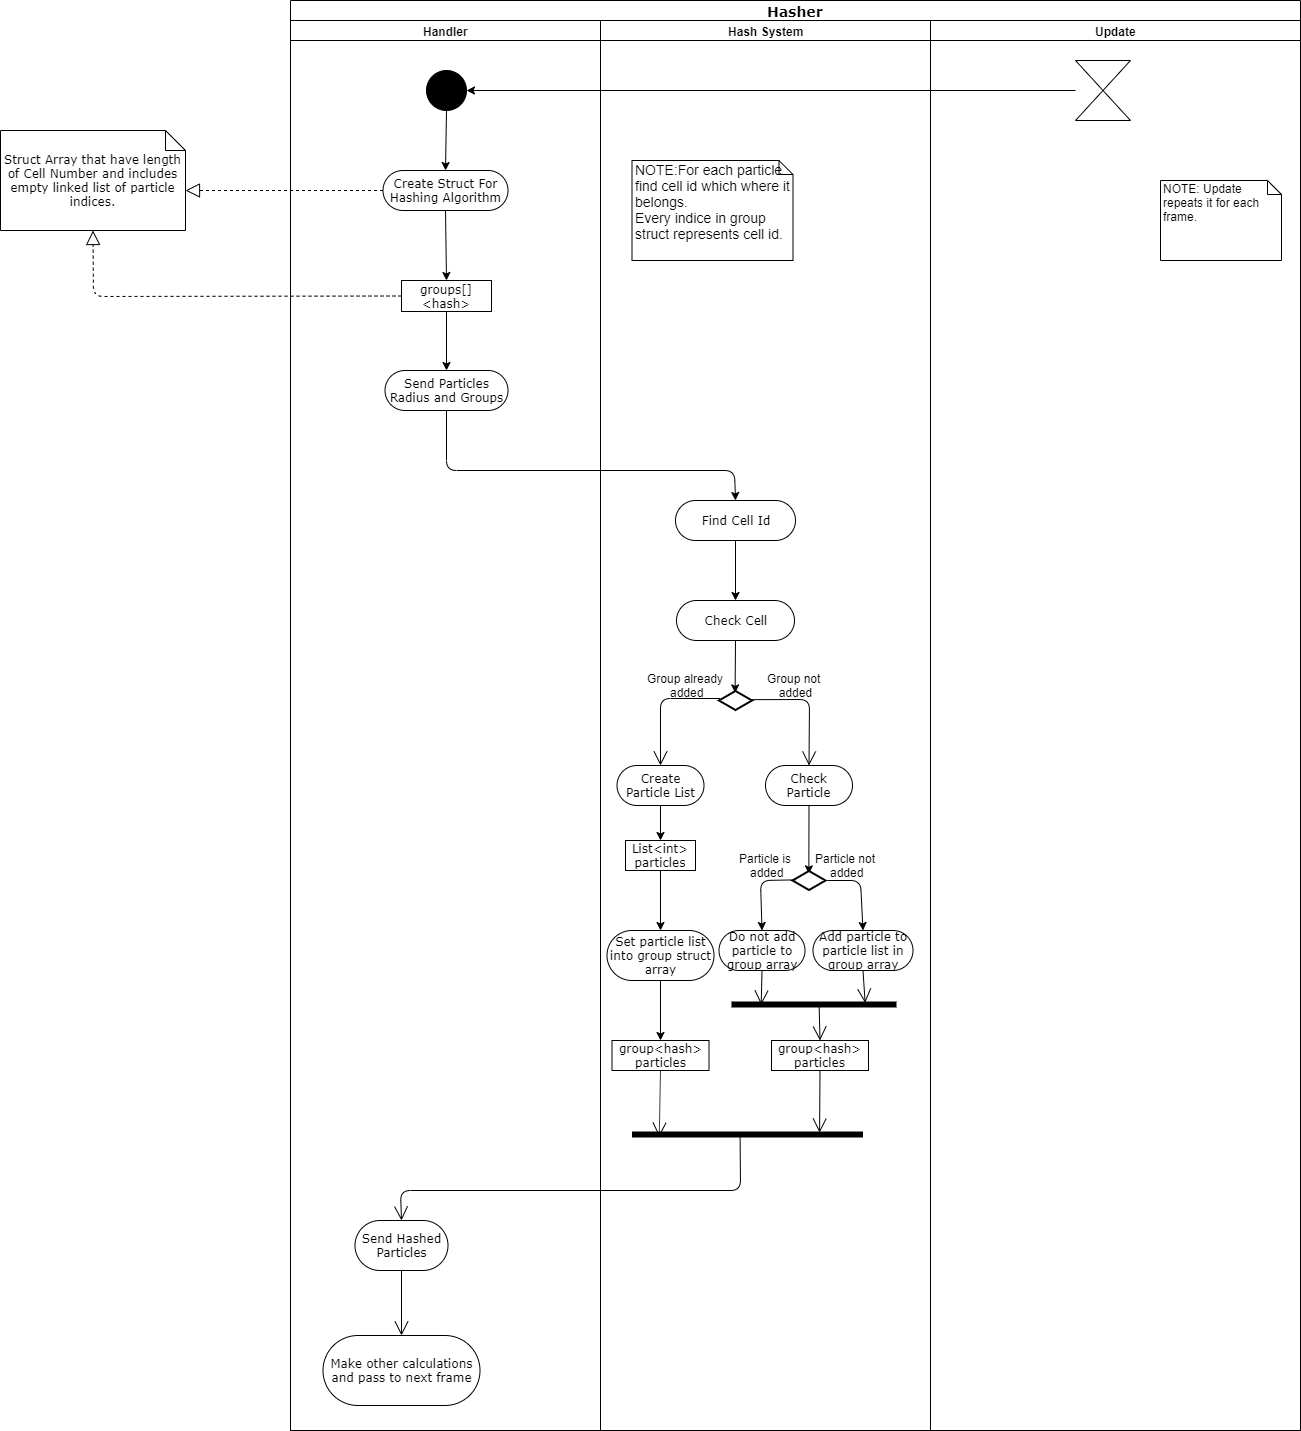 Hasher
Handler
Hash System
Update
Struct Array that have length
of Cell Number and includes
empty linked list of particle
indices.
Create Struct For
Hashing Algorithm
NOTE:For each particle
find cell id which where it
belongs.
Every indice in group
struct represents cell id.
NOTE: Update
repeats it for each
frame.
groups[]
<hash>
Send Particles
Radius and Groups
Find Cell Id
Check Cell
Group already
added
Group not
added
Create
Particle List
Check
Particle
List<int>
particles
Particle is
added
Particle not
added
Set particle list
into group struct
array
Do not add
particle to
group array
Add particle to
particle list in
group array
group<hash>
particles
group<hash>
particles
Send Hashed
Particles
Make other calculations
and pass to next frame